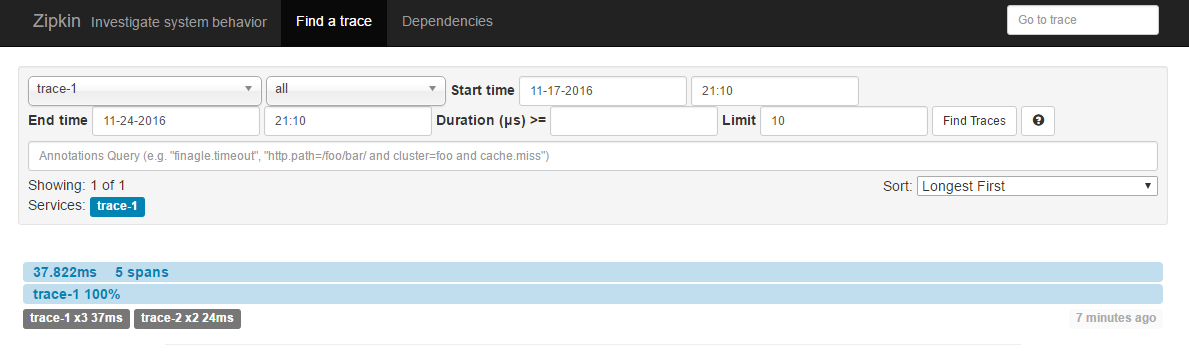 Zipkin Investigate system behavior Find a trace Dependencies Go to trace
trace-1 all Start time 11-17-2016 21:10
End time 11-24-2016 21:10 Duration (μs) >= Limit 10 Find Traces ?
Annotations Query (e.g. "finagle.timeout", "http.path=/foo/bar/ and cluster=foo and cache.miss")
Showing: 1 of 1 Sort: Longest First
Services: trace-1
37.822ms 5 spans
trace-1 100%
trace-1 x3 37ms trace-2 x2 24ms 7 minutes ago